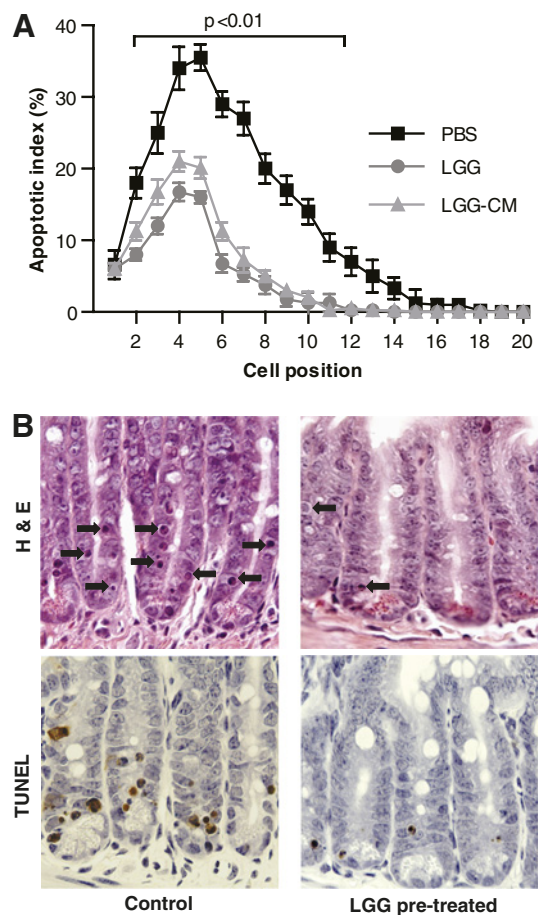 A
p<0.01
Apoptotic index (%)
40
30
20
10
0
PBS
LGG
LGG-CM
2 4 6 8 10 12 14 16 18 20
Cell position
B
H & E
TUNEL
Control
LGG pre-treated